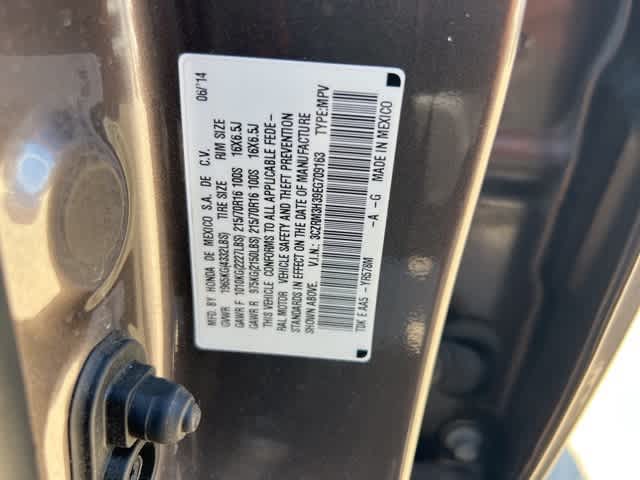 MFD. BY HONDA DE MEXICO S.A. DE C.V. 06/14
GVWR 1965KG(4332LBS) TIRE SIZE RIM SIZE
GAWR F 1010KG(2227LBS) 215/70R16 100S 16X6.5J
GAWR R 975KG(2150LBS) 215/70R16 100S 16X6.5J
THIS VEHICLE CONFORMS TO ALL APPLICABLE FEDE-
RAL MOTOR VEHICLE SAFETY AND THEFT PREVENTION
STANDARDS IN EFFECT ON THE DATE OF MANUFACTURE
SHOWN ABOVE. V.I.N.: 3CZRM3H39EG709163 TYPE:MPV
TDK E.AAS- YR578M -A -G MADE IN MEXICO